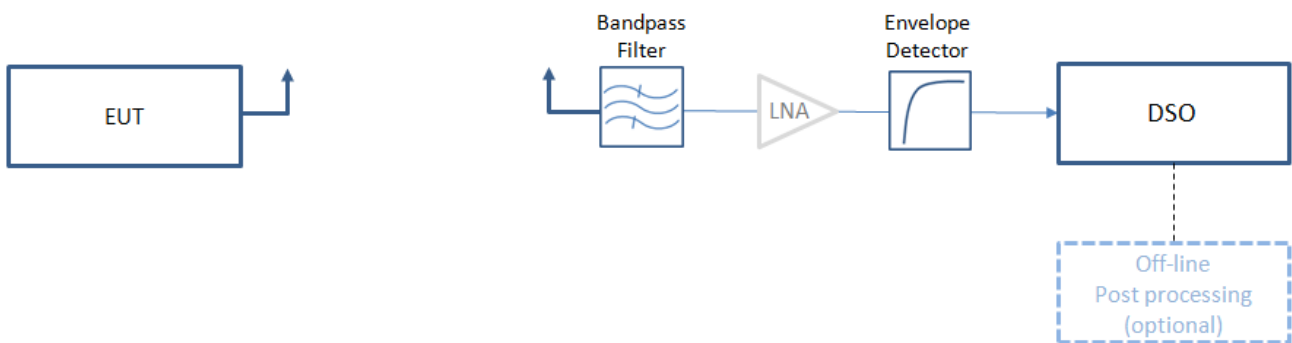 Bandpass
Filter
Envelope
Detector
EUT
LNA
DSO
Off-line
Post processing
(optional)